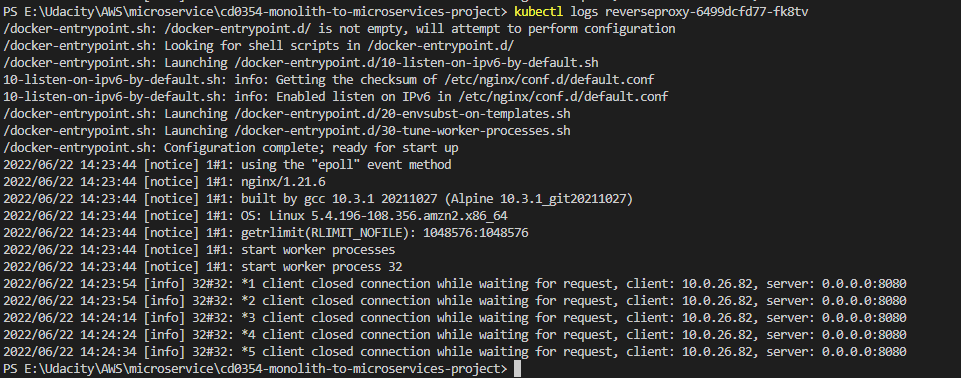 PS E:\Udacity\AWS\microservice\cd0354-monolith-to-microservices-project> kubectl logs reverseproxy-6499dcfd77-fk8tv
/docker-entrypoint.sh: /docker-entrypoint.d/ is not empty, will attempt to perform configuration
/docker-entrypoint.sh: Looking for shell scripts in /docker-entrypoint.d/
/docker-entrypoint.sh: Launching /docker-entrypoint.d/10-listen-on-ipv6-by-default.sh
10-listen-on-ipv6-by-default.sh: info: Getting the checksum of /etc/nginx/conf.d/default.conf
10-listen-on-ipv6-by-default.sh: info: Enabled listen on IPv6 in /etc/nginx/conf.d/default.conf
/docker-entrypoint.sh: Launching /docker-entrypoint.d/20-envsubst-on-templates.sh
/docker-entrypoint.sh: Launching /docker-entrypoint.d/30-tune-worker-processes.sh
/docker-entrypoint.sh: Configuration complete; ready for start up
2022/06/22 14:23:44 [notice] 1#1: using the "epoll" event method
2022/06/22 14:23:44 [notice] 1#1: nginx/1.21.6
2022/06/22 14:23:44 [notice] 1#1: built by gcc 10.3.1 20211027 (Alpine 10.3.1_git20211027)
2022/06/22 14:23:44 [notice] 1#1: OS: Linux 5.4.196-108.356.amzn2.x86_64
2022/06/22 14:23:44 [notice] 1#1: getrlimit(RLIMIT_NOFILE): 1048576:1048576
2022/06/22 14:23:44 [notice] 1#1: start worker processes
2022/06/22 14:23:44 [notice] 1#1: start worker process 32
2022/06/22 14:23:54 [info] 32#32: *1 client closed connection while waiting for request, client: 10.0.26.82, server: 0.0.0.0:8080
2022/06/22 14:23:54 [info] 32#32: *2 client closed connection while waiting for request, client: 10.0.26.82, server: 0.0.0.0:8080
2022/06/22 14:24:14 [info] 32#32: *3 client closed connection while waiting for request, client: 10.0.26.82, server: 0.0.0.0:8080
2022/06/22 14:24:24 [info] 32#32: *4 client closed connection while waiting for request, client: 10.0.26.82, server: 0.0.0.0:8080
2022/06/22 14:24:34 [info] 32#32: *5 client closed connection while waiting for request, client: 10.0.26.82, server: 0.0.0.0:8080
PS E:\Udacity\AWS\microservice\cd0354-monolith-to-microservices-project>